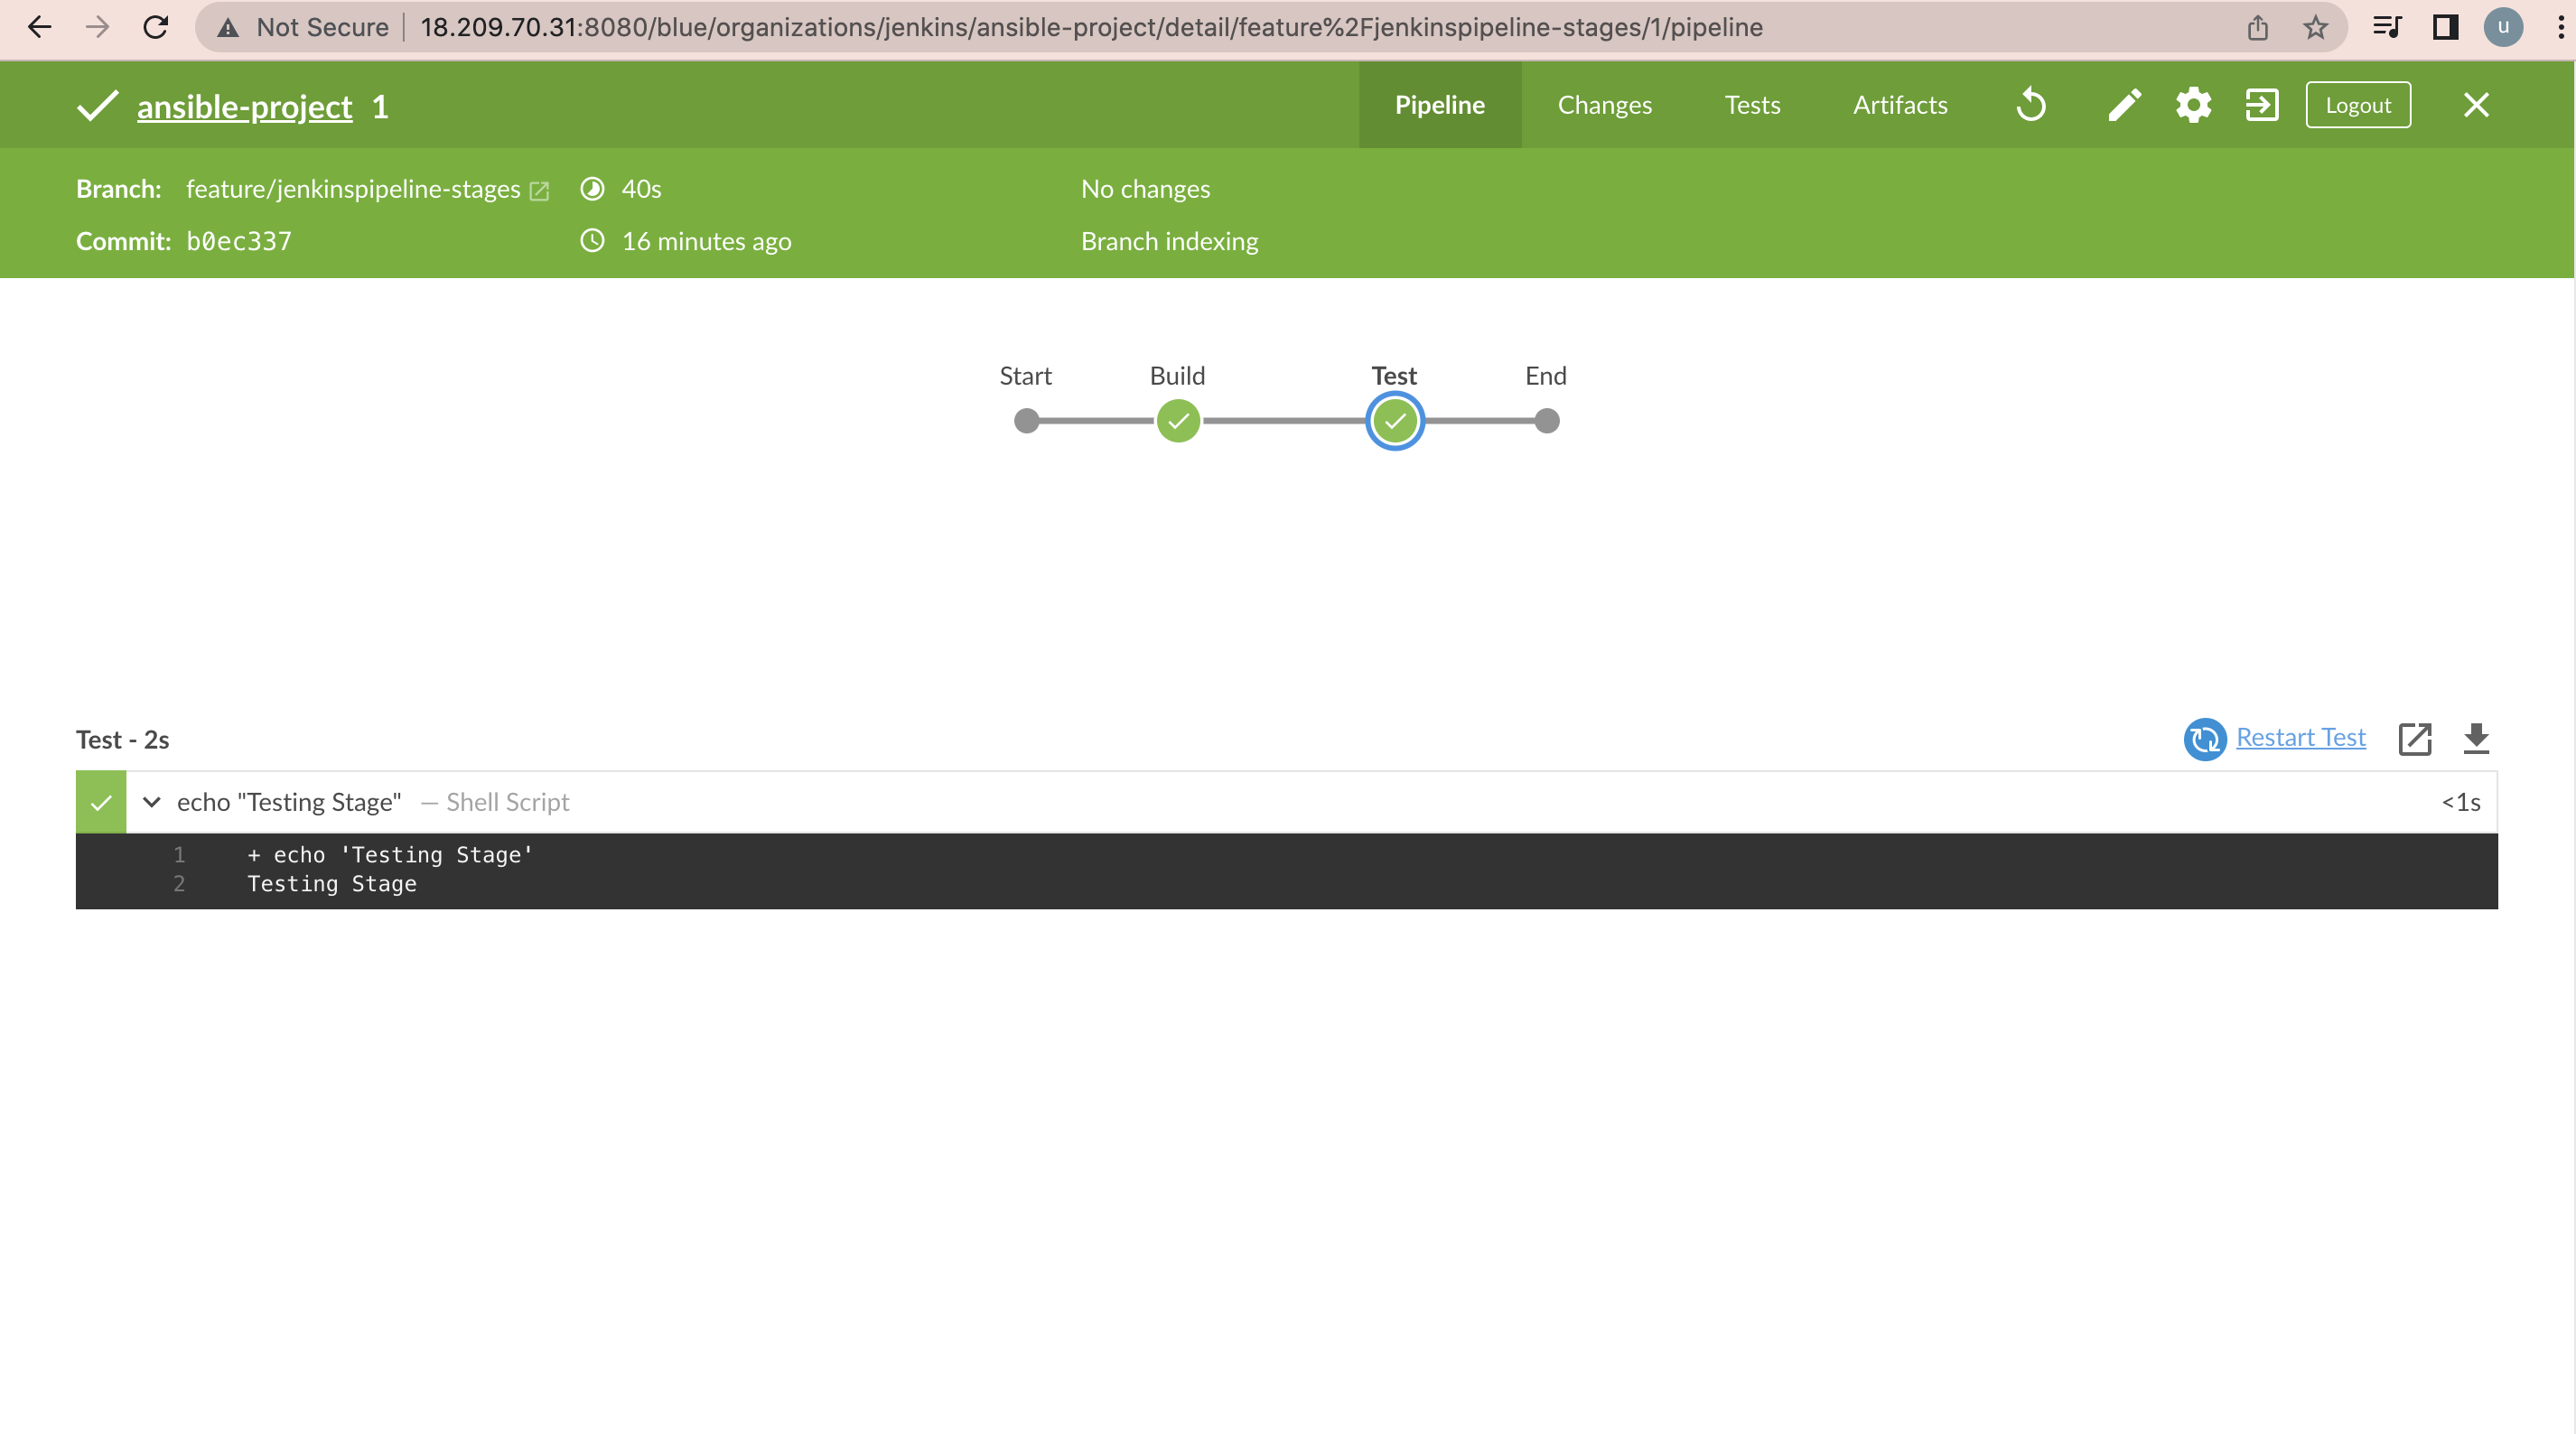 Not Secure 18.209.70.31:8080/blue/organizations/jenkins/ansible-project/detail/feature%2Fjenkinspipeline-stages/1/pipeline u
ansible-project 1 Pipeline Changes Tests Artifacts Logout
Branch: feature/jenkinspipeline-stages 40s No changes
Commit: b0ec337 16 minutes ago Branch indexing
Start Build Test End
Test - 2s Restart Test
echo "Testing Stage" — Shell Script <1s
1 + echo 'Testing Stage'
2 Testing Stage